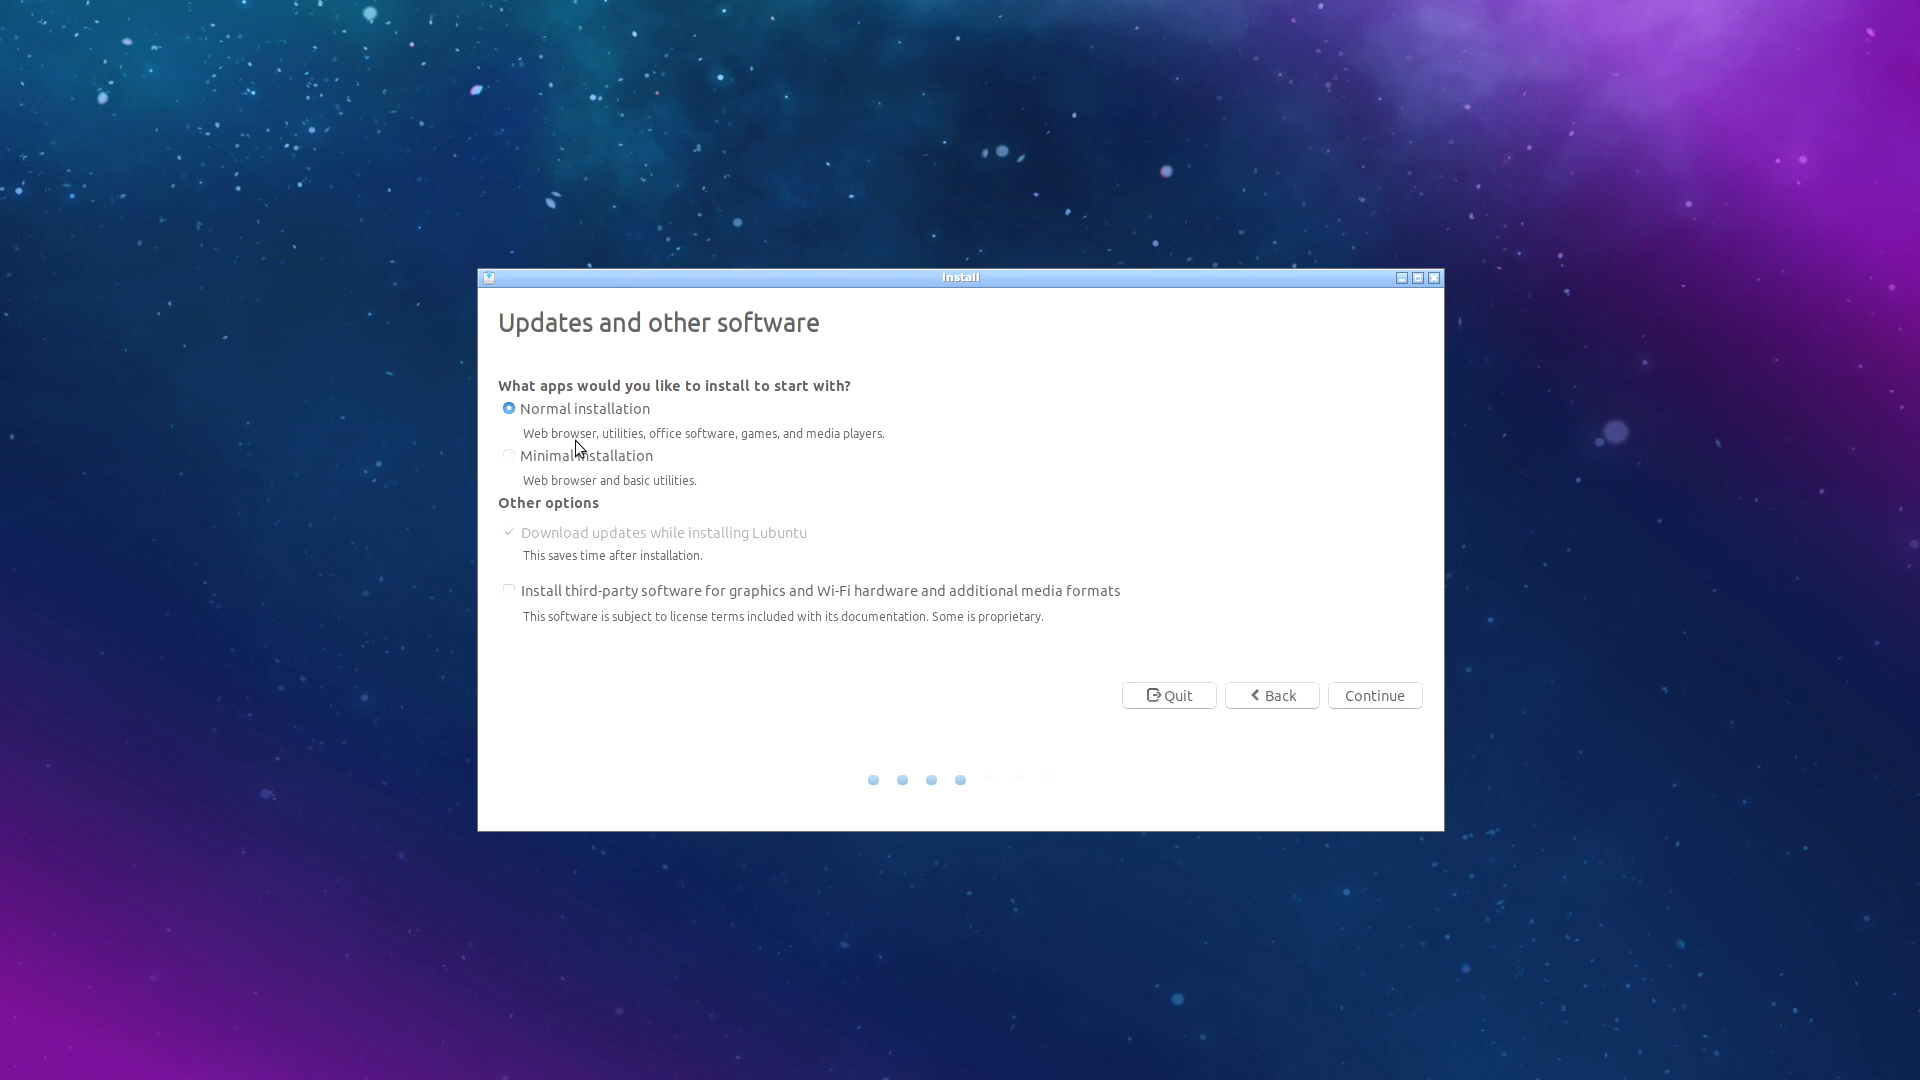 Install
Updates and other software
What apps would you like to install to start with?
Normal installation
Web browser, utilities, office software, games, and media players.
Minimal installation
Web browser and basic utilities.
Other options
Download updates while installing Lubuntu
This saves time after installation.
Install third-party software for graphics and Wi-Fi hardware and additional media formats
This software is subject to license terms included with its documentation. Some is proprietary.
Quit Back Continue